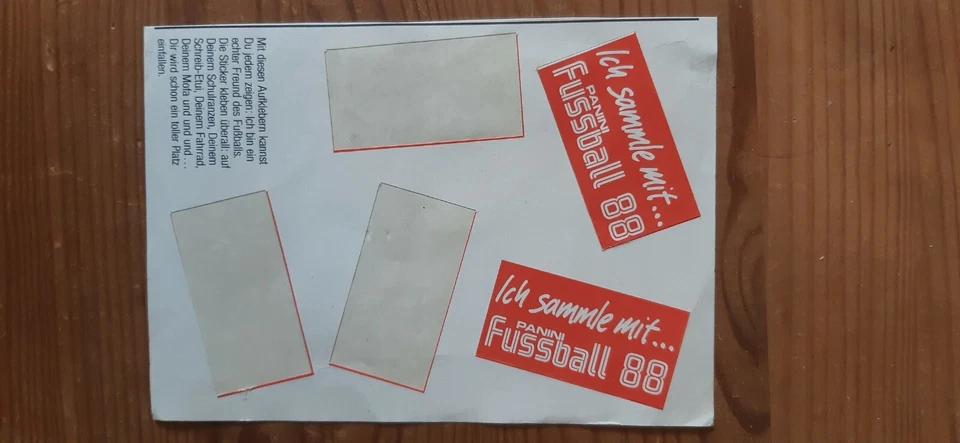 Mit diesen Aufklebern kannst
Du jedem zeigen: Ich bin ein
echter Freund des Fußballs.
Die Sticker kleben überall: auf
Deinem Schulranzen, Deinem
Schreib-Etui, Deinem Fahrrad,
Deinem Mofa und und und ...
Dir wird schon ein toller Platz
einfallen.
Ich sammle mit...
PANINI
Fussball 88
Ich sammle mit...
PANINI
Fussball 88